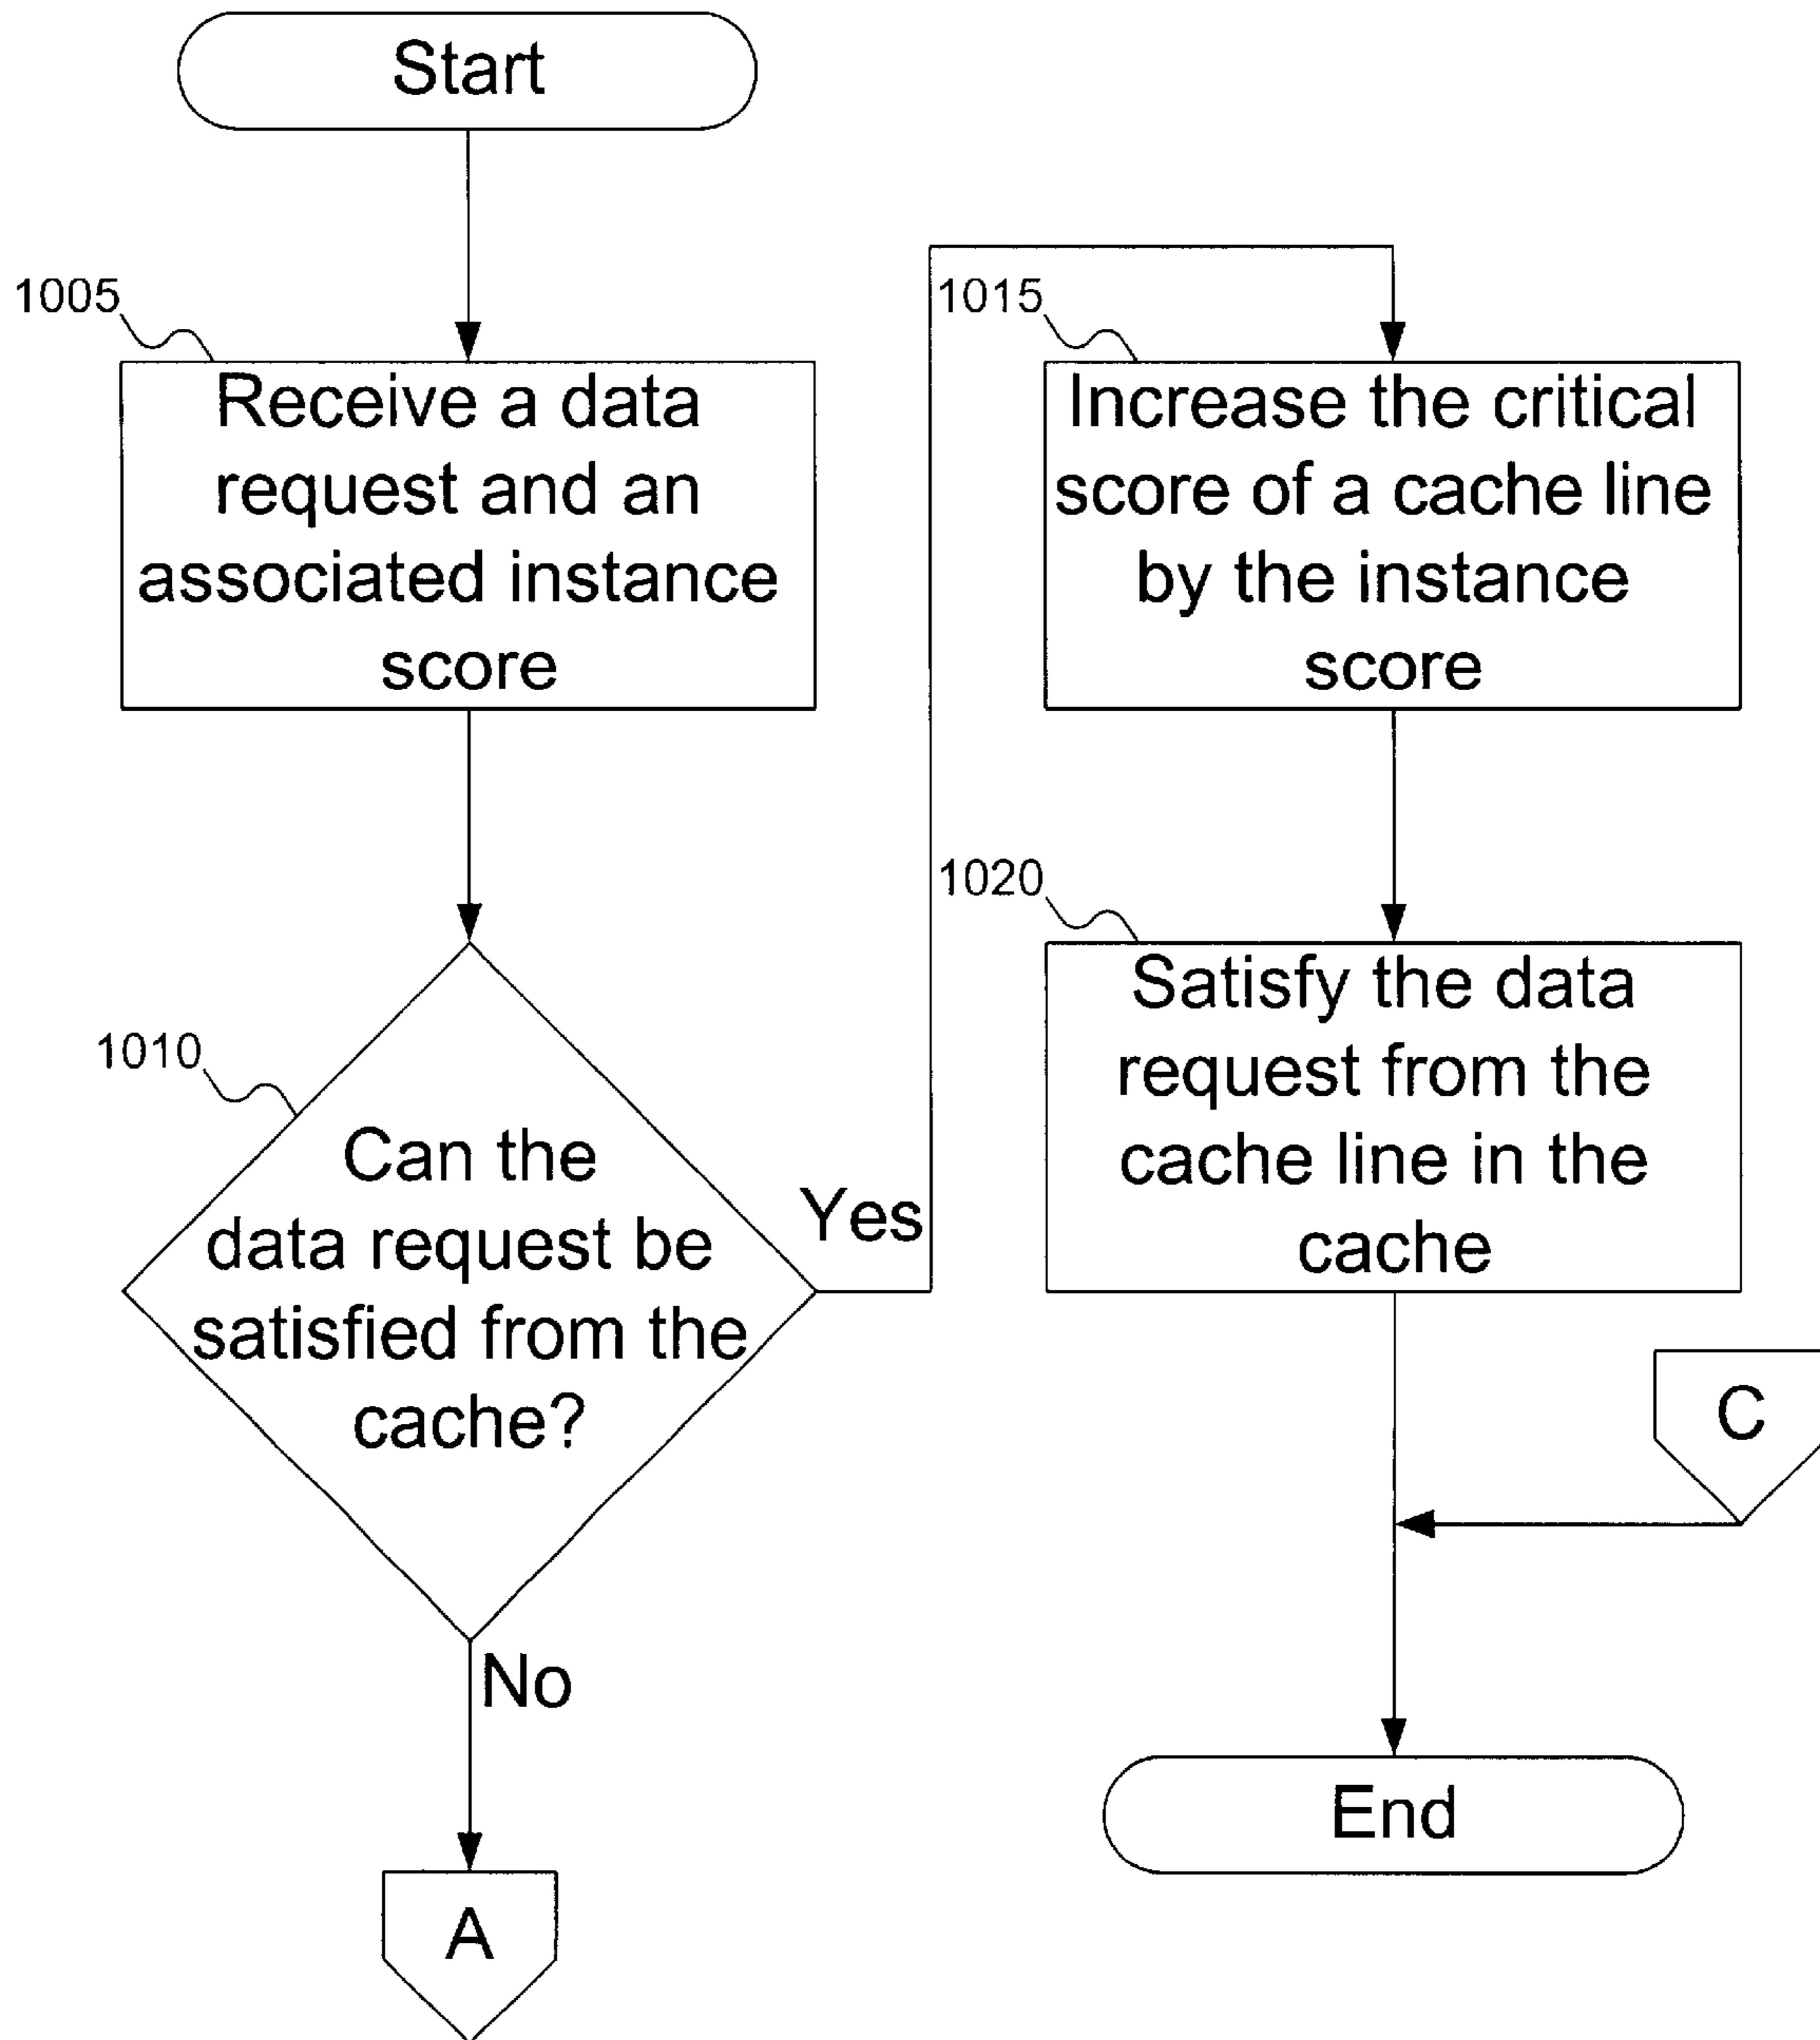 Start
1005
Receive a data
request and an
associated instance
score
1010
Can the
data request be
satisfied from the
cache?
Yes
No
A
1015
Increase the critical
score of a cache line
by the instance
score
1020
Satisfy the data
request from the
cache line in the
cache
C
End